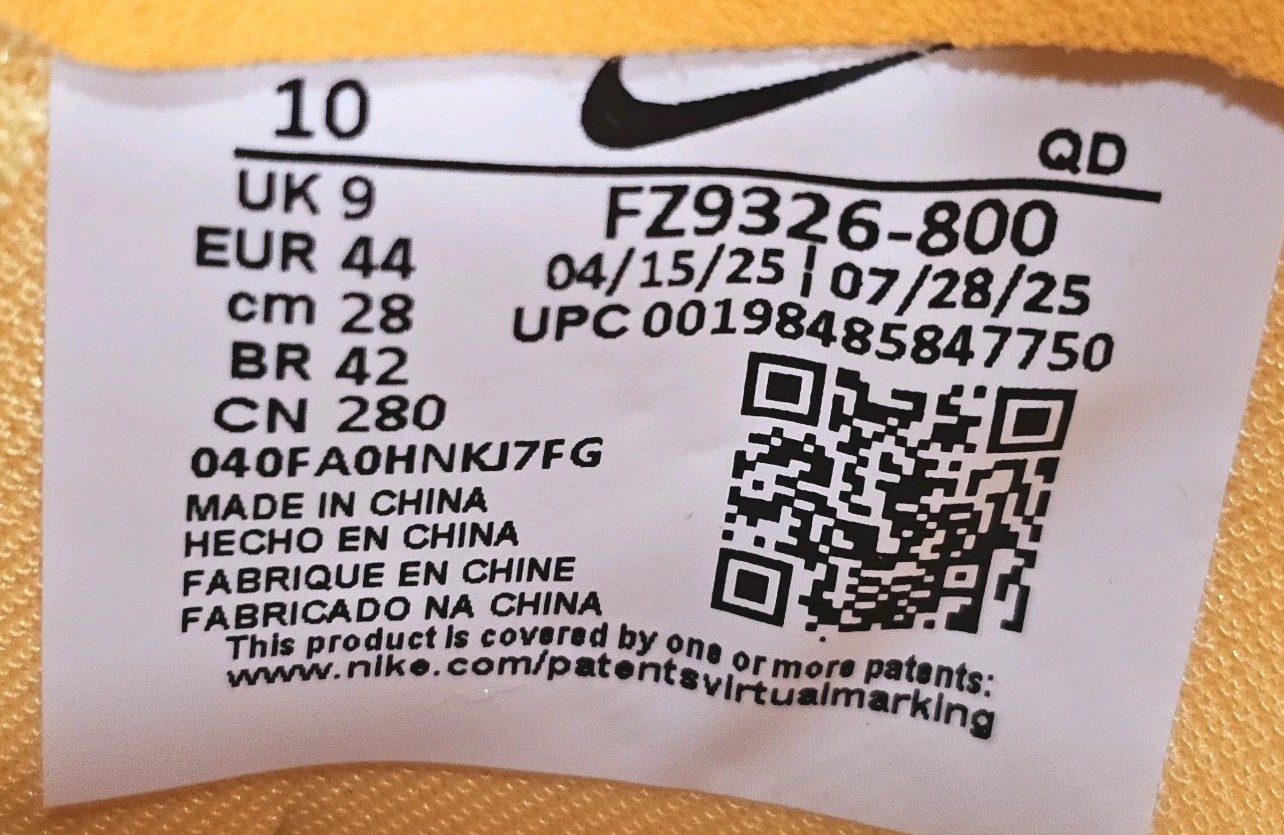 10
QD
UK 9
EUR 44
cm 28
BR 42
CN 280
FZ9326-800
04/15/25 | 07/28/25
UPC 00198485847750
040FA0HNKJ7FG
MADE IN CHINA
HECHO EN CHINA
FABRIQUE EN CHINE
FABRICADO NA CHINA
This product is covered by one or more patents:
www.nike.com/patentsvirtualmarking